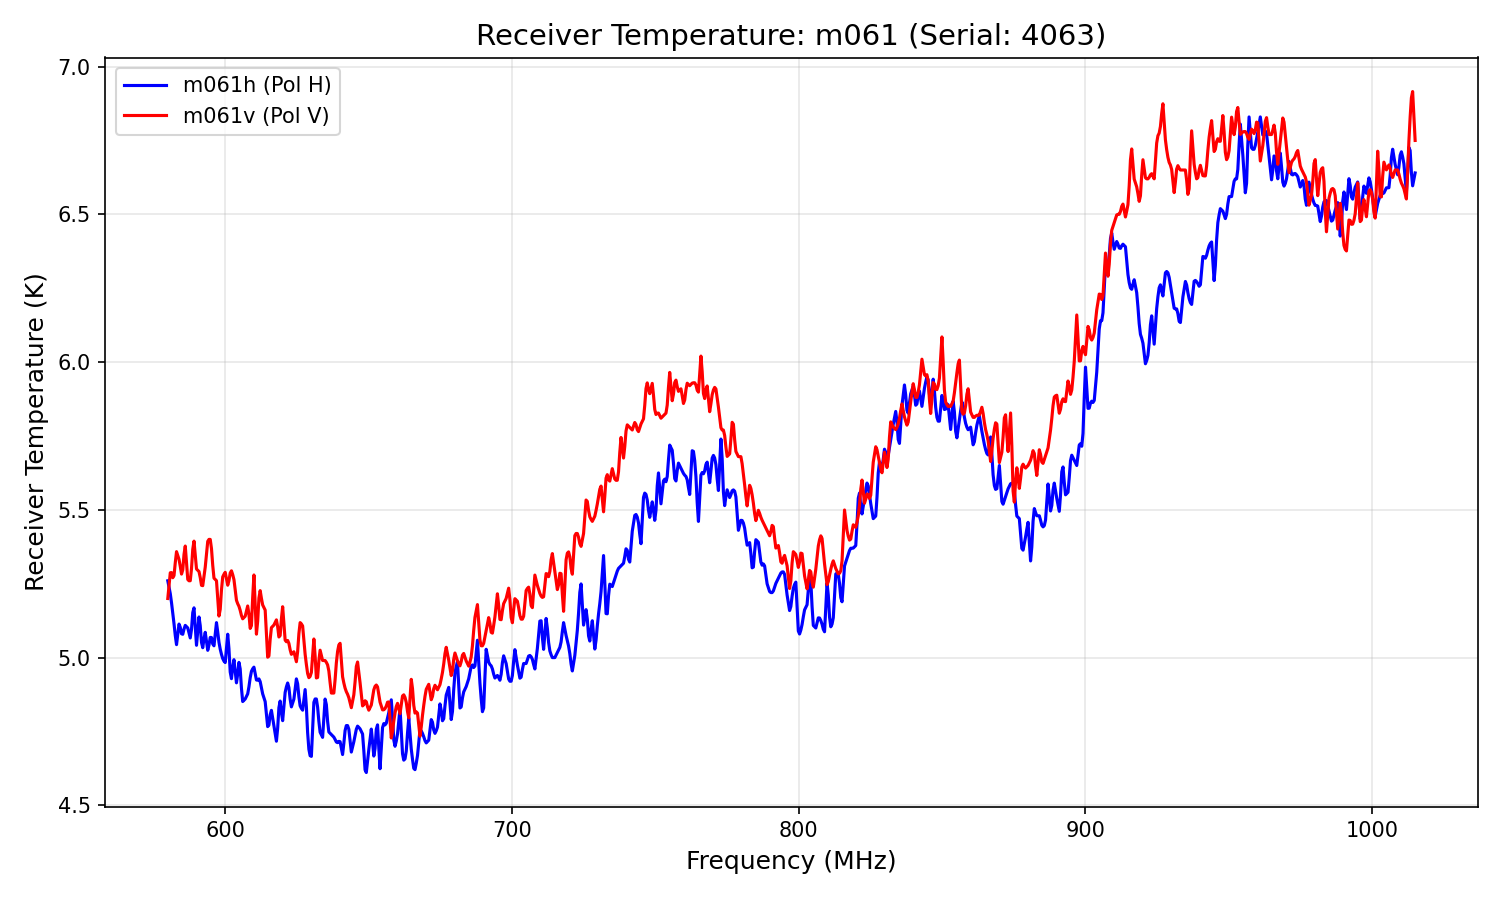 Receiver Temperature: m061 (Serial: 4063)
m061h (Pol H)
m061v (Pol V)
Receiver Temperature (K)
7.0
6.5
6.0
5.5
5.0
4.5
600 700 800 900 1000
Frequency (MHz)